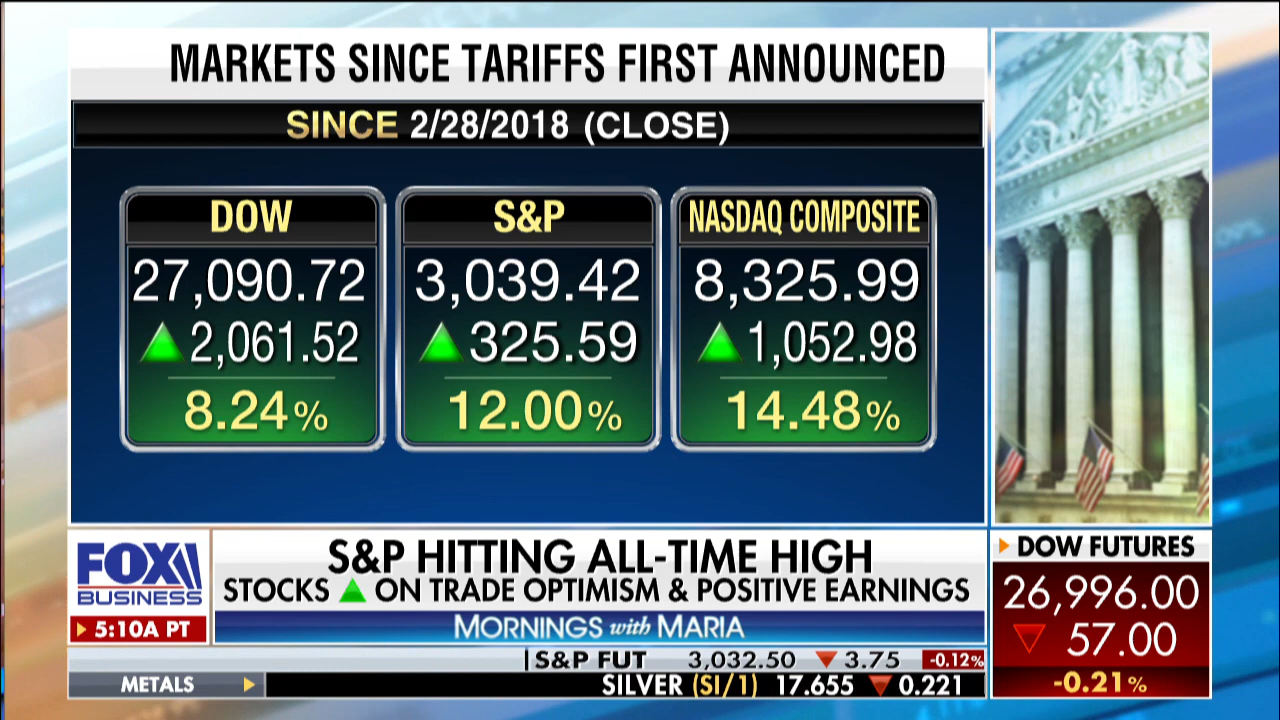 MARKETS SINCE TARIFFS FIRST ANNOUNCED
SINCE 2/28/2018 (CLOSE)
DOW
27,090.72
▲ 2,061.52
8.24%
S&P
3,039.42
▲ 325.59
12.00%
NASDAQ COMPOSITE
8,325.99
▲ 1,052.98
14.48%
FOX BUSINESS
5:10A PT
S&P HITTING ALL-TIME HIGH
STOCKS ▲ ON TRADE OPTIMISM & POSITIVE EARNINGS
MORNINGS with MARIA
DOW FUTURES
26,996.00
▼ 57.00
-0.21%
S&P FUT 3,032.50 ▼ 3.75 -0.12%
METALS
SILVER (SI/1) 17.655 ▼ 0.221